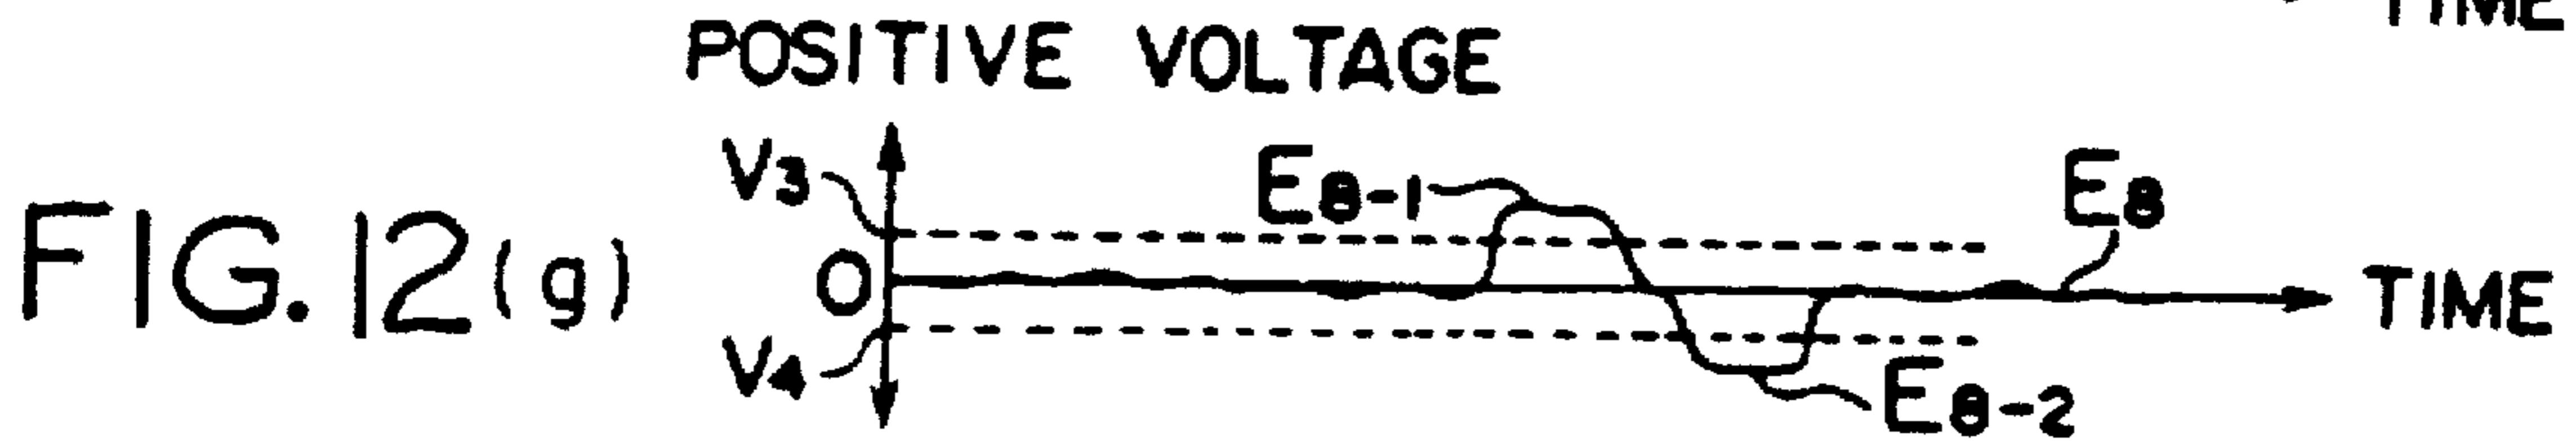 TIME
POSITIVE VOLTAGE
V3
E8-1
E8
FIG. 12(g)
O
TIME
V4
E8-2